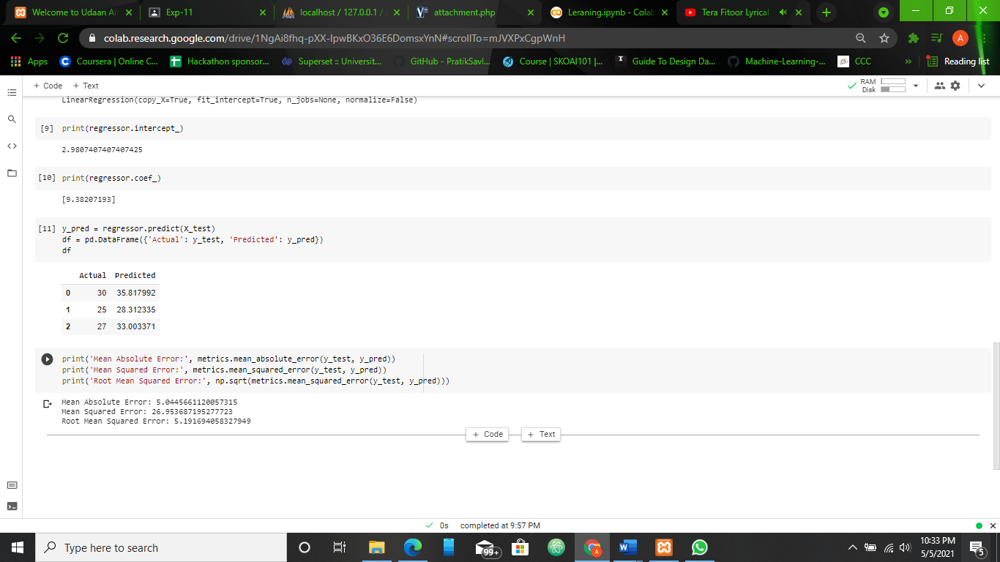 Welcome to Udaan Air
Exp-11
localhost / 127.0.0.1 /
attachment.php
Leraning.ipynb - Colab
Tera Fitoor Lyrical
colab.research.google.com/drive/1NgAi8fhq-pXX-IpwBKxO36E6DomsxYnN#scrollTo=mJVXPxCgpWnH
A
Apps
Coursera | Online C...
Hackathon sponsor...
Superset :: Universit...
GitHub - PratikSavl...
Course | SKOAI101 |...
Guide To Design Da...
Machine-Learning-...
CCC
»
Reading list
+ Code + Text
RAM
Disk
LinearRegression(copy_X=True, fit_intercept=True, n_jobs=None, normalize=False)
[9] print(regressor.intercept_)
2.9807407407407425
[10] print(regressor.coef_)
[9.38207193]
[11] y_pred = regressor.predict(X_test)
df = pd.DataFrame({'Actual': y_test, 'Predicted': y_pred})
df
Actual Predicted
0 30 35.817992
1 25 28.312335
2 27 33.003371
print('Mean Absolute Error:', metrics.mean_absolute_error(y_test, y_pred))
print('Mean Squared Error:', metrics.mean_squared_error(y_test, y_pred))
print('Root Mean Squared Error:', np.sqrt(metrics.mean_squared_error(y_test, y_pred)))
Mean Absolute Error: 5.0445661120057315
Mean Squared Error: 26.953687195277723
Root Mean Squared Error: 5.191694058327949
+ Code + Text
0s completed at 9:57 PM
Type here to search
99+
A
10:33 PM
5/5/2021
5